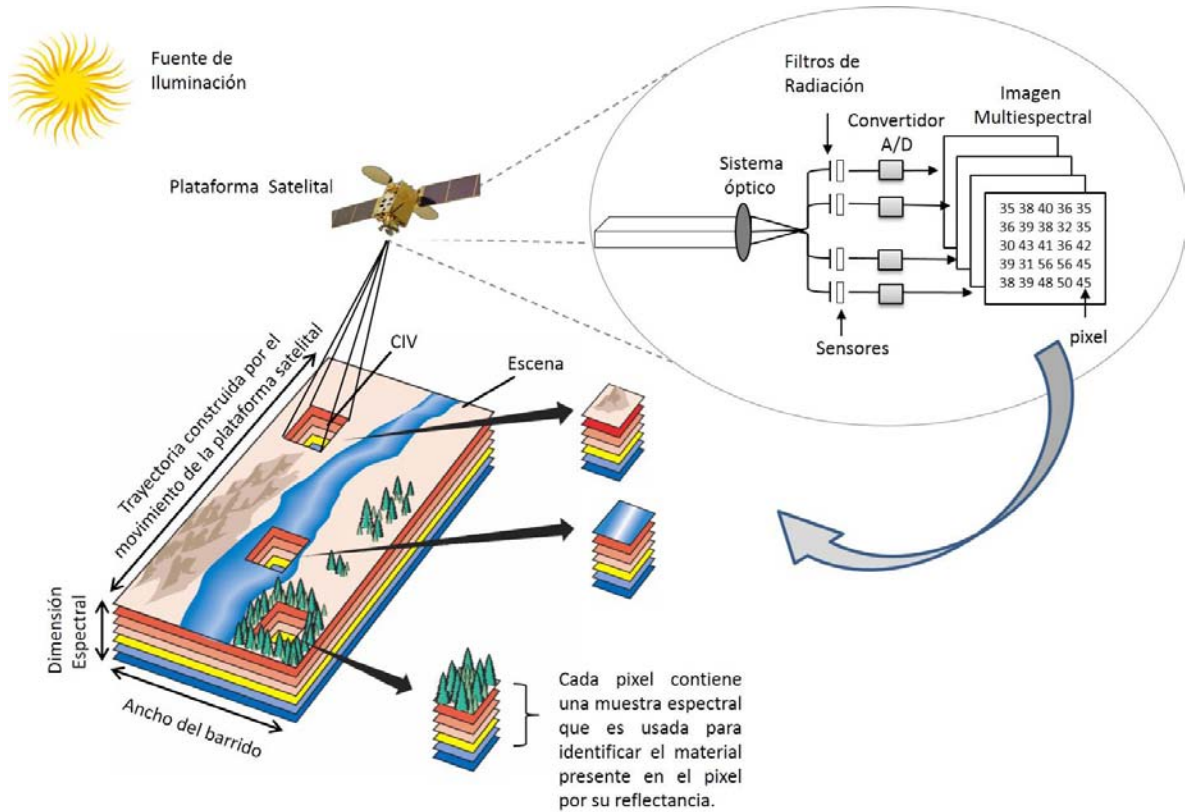 Fuente de
Iluminación
Plataforma Satelital
Filtros de
Radiación
Convertidor
A/D
Imagen
Multiespectral
Sistema
óptico
35 38 40 36 35
36 39 38 32 35
30 43 41 36 42
39 31 56 56 45
38 39 48 50 45
pixel
Sensores
CIV
Escena
Trayectoria construida por el
movimiento de la plataforma satelital
Dimensión
Espectral
Ancho del barrido
Cada pixel contiene
una muestra espectral
que es usada para
identificar el material
presente en el pixel
por su reflectancia.